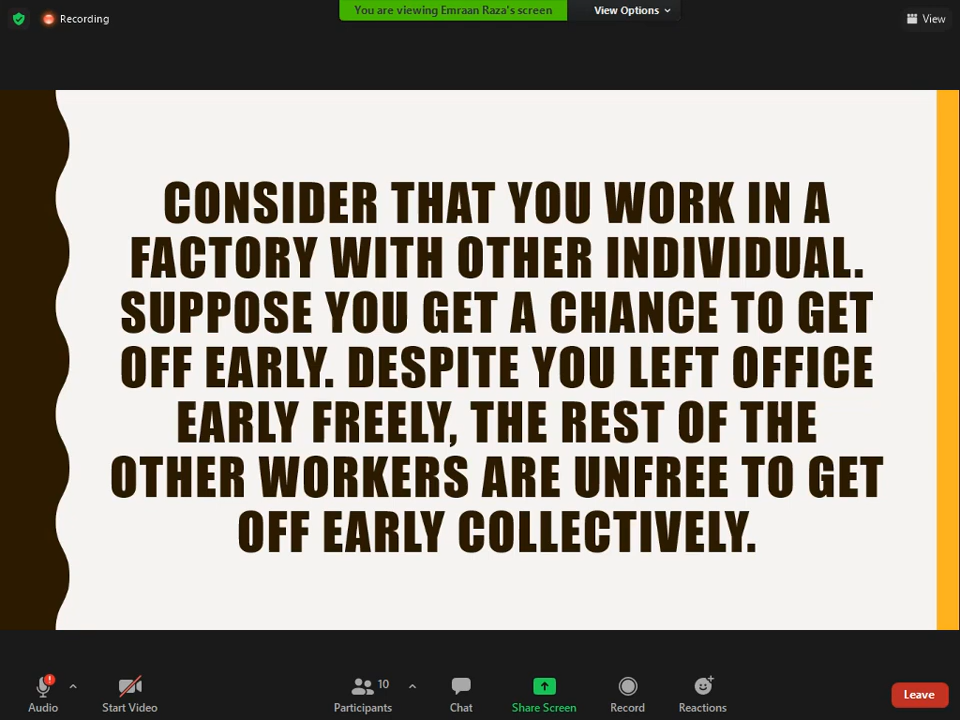 Recording
You are viewing Emraan Raza's screen
View Options
View
CONSIDER THAT YOU WORK IN A
FACTORY WITH OTHER INDIVIDUAL.
SUPPOSE YOU GET A CHANCE TO GET
OFF EARLY. DESPITE YOU LEFT OFFICE
EARLY FREELY, THE REST OF THE
OTHER WORKERS ARE UNFREE TO GET
OFF EARLY COLLECTIVELY.
Audio
Start Video
10
Participants
Chat
Share Screen
Record
Reactions
Leave